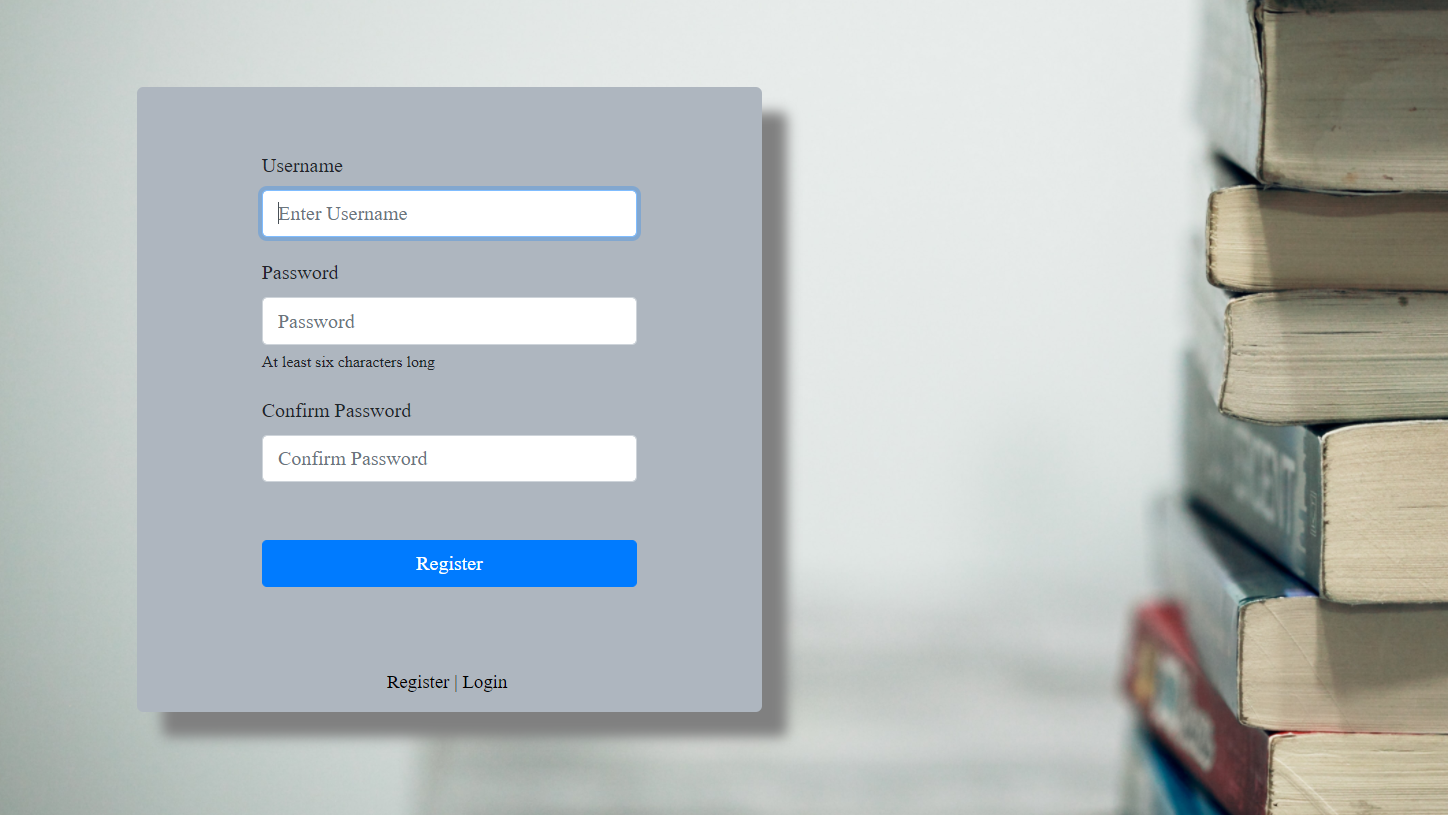 Username
Enter Username
Password
Password
At least six characters long
Confirm Password
Confirm Password
Register
Register | Login